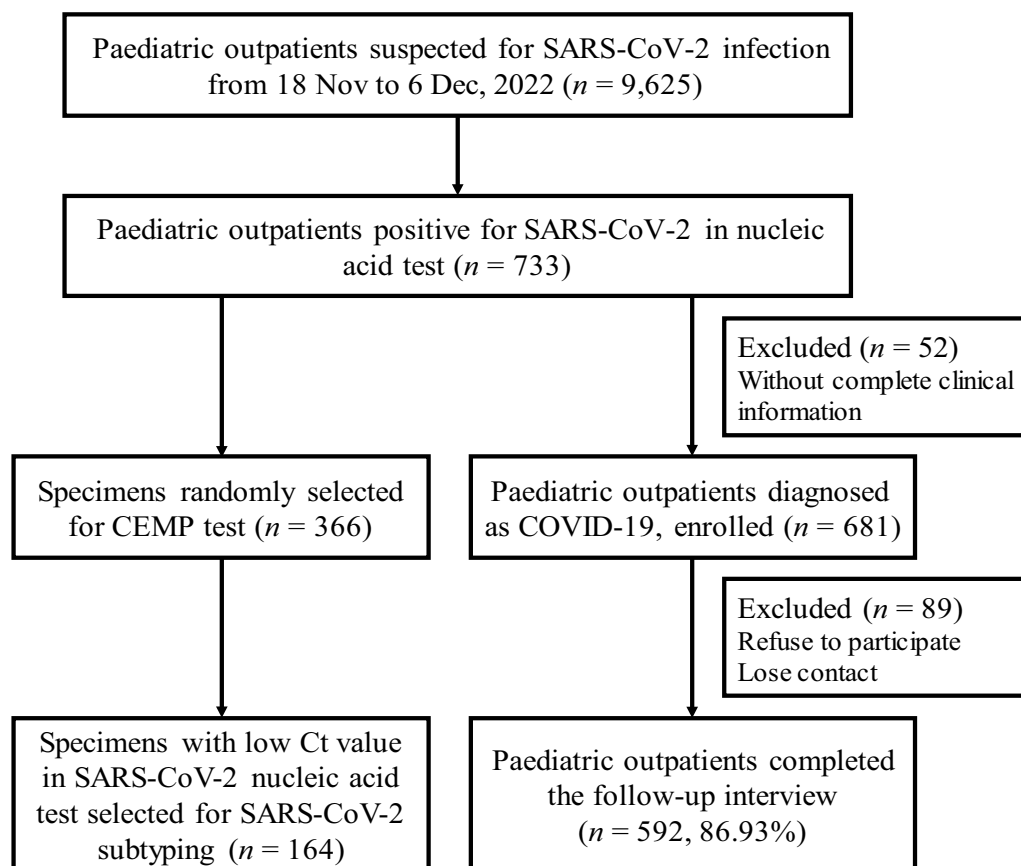 Paediatric outpatients suspected for SARS-CoV-2 infection
from 18 Nov to 6 Dec, 2022 (n = 9,625)
Paediatric outpatients positive for SARS-CoV-2 in nucleic
acid test (n = 733)
Excluded (n = 52)
Without complete clinical
information
Specimens randomly selected
for CEMP test (n = 366)
Paediatric outpatients diagnosed
as COVID-19, enrolled (n = 681)
Excluded (n = 89)
Refuse to participate
Lose contact
Specimens with low Ct value
in SARS-CoV-2 nucleic acid
test selected for SARS-CoV-2
subtyping (n = 164)
Paediatric outpatients completed
the follow-up interview
(n = 592, 86.93%)